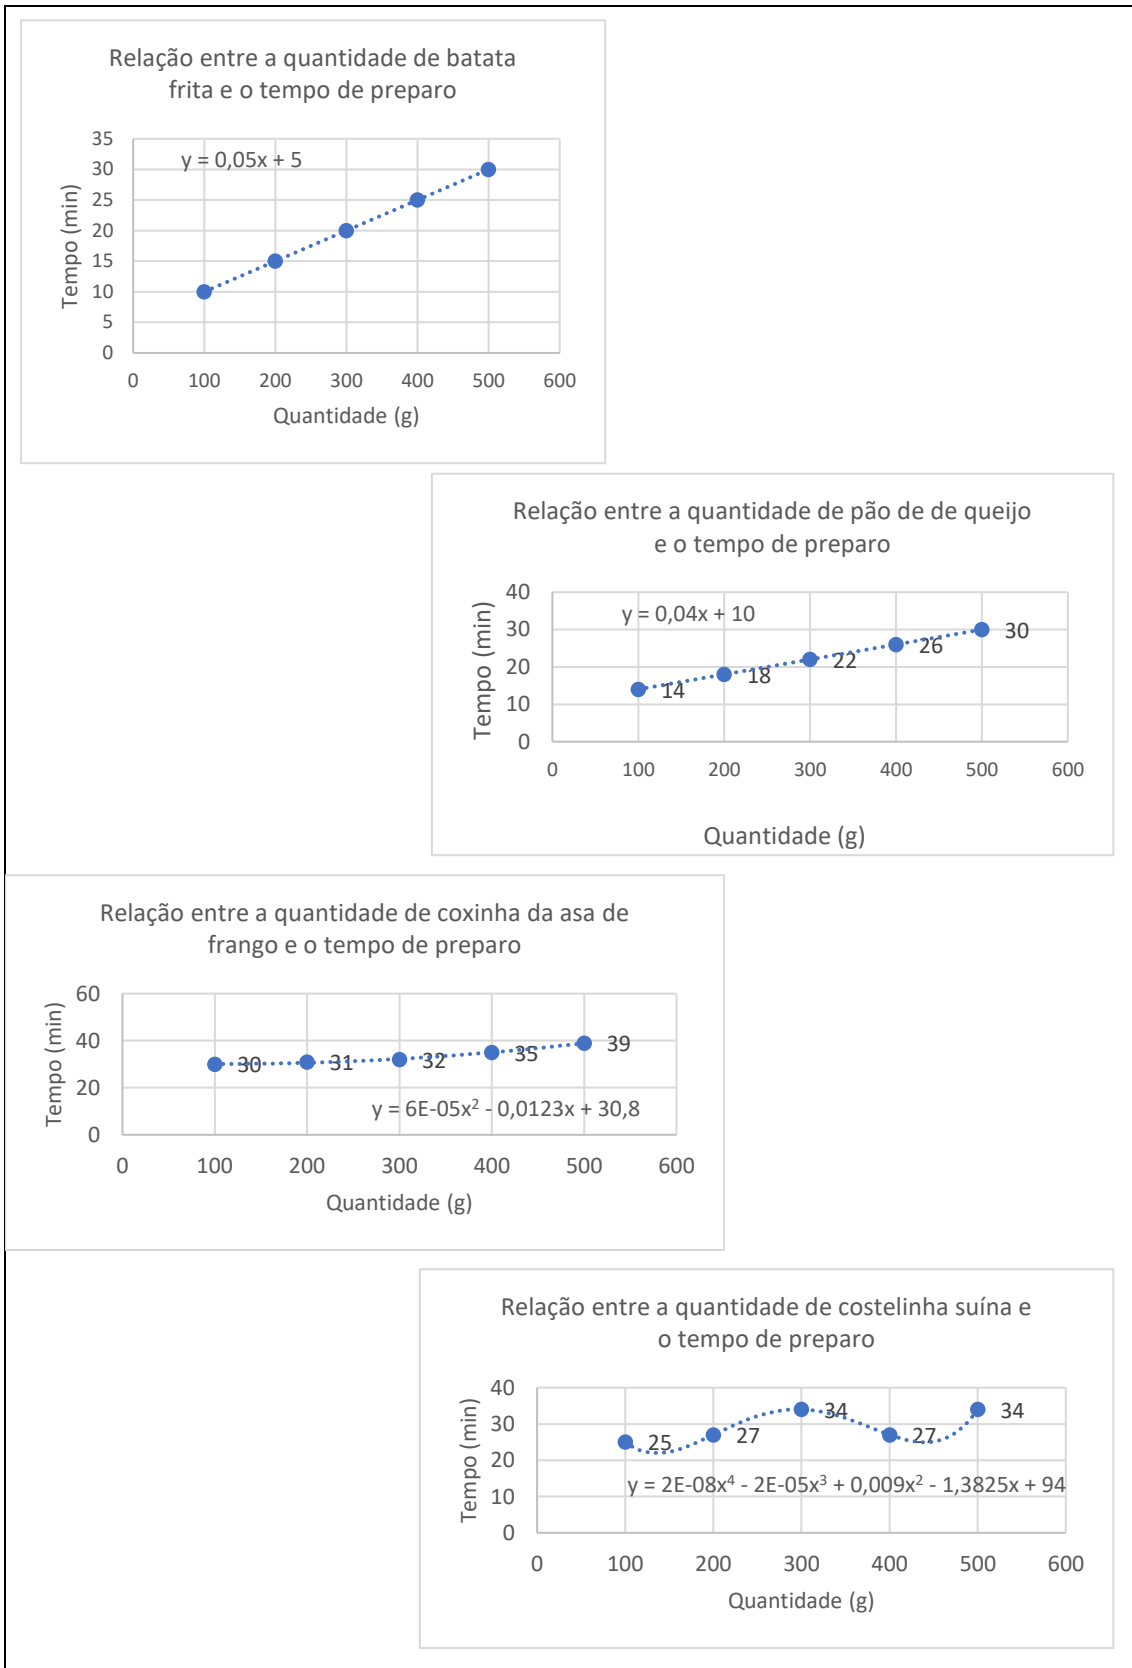 Relação entre a quantidade de batata
frita e o tempo de preparo
y = 0,05x + 5
Tempo (min)
35
30
25
20
15
10
5
0
0 100 200 300 400 500 600
Quantidade (g)
Relação entre a quantidade de pão de de queijo
e o tempo de preparo
y = 0,04x + 10
Tempo (min)
40
30
20
10
0
14 18 22 26 30
0 100 200 300 400 500 600
Quantidade (g)
Relação entre a quantidade de coxinha da asa de
frango e o tempo de preparo
Tempo (min)
60
40
20
0
30 31 32 35 39
y = 6E-05x² - 0,0123x + 30,8
0 100 200 300 400 500 600
Quantidade (g)
Relação entre a quantidade de costelinha suína e
o tempo de preparo
Tempo (min)
40
30
20
10
0
25 27 34 27 34
y = 2E-08x⁴ - 2E-05x³ + 0,009x² - 1,3825x + 94
0 100 200 300 400 500 600
Quantidade (g)